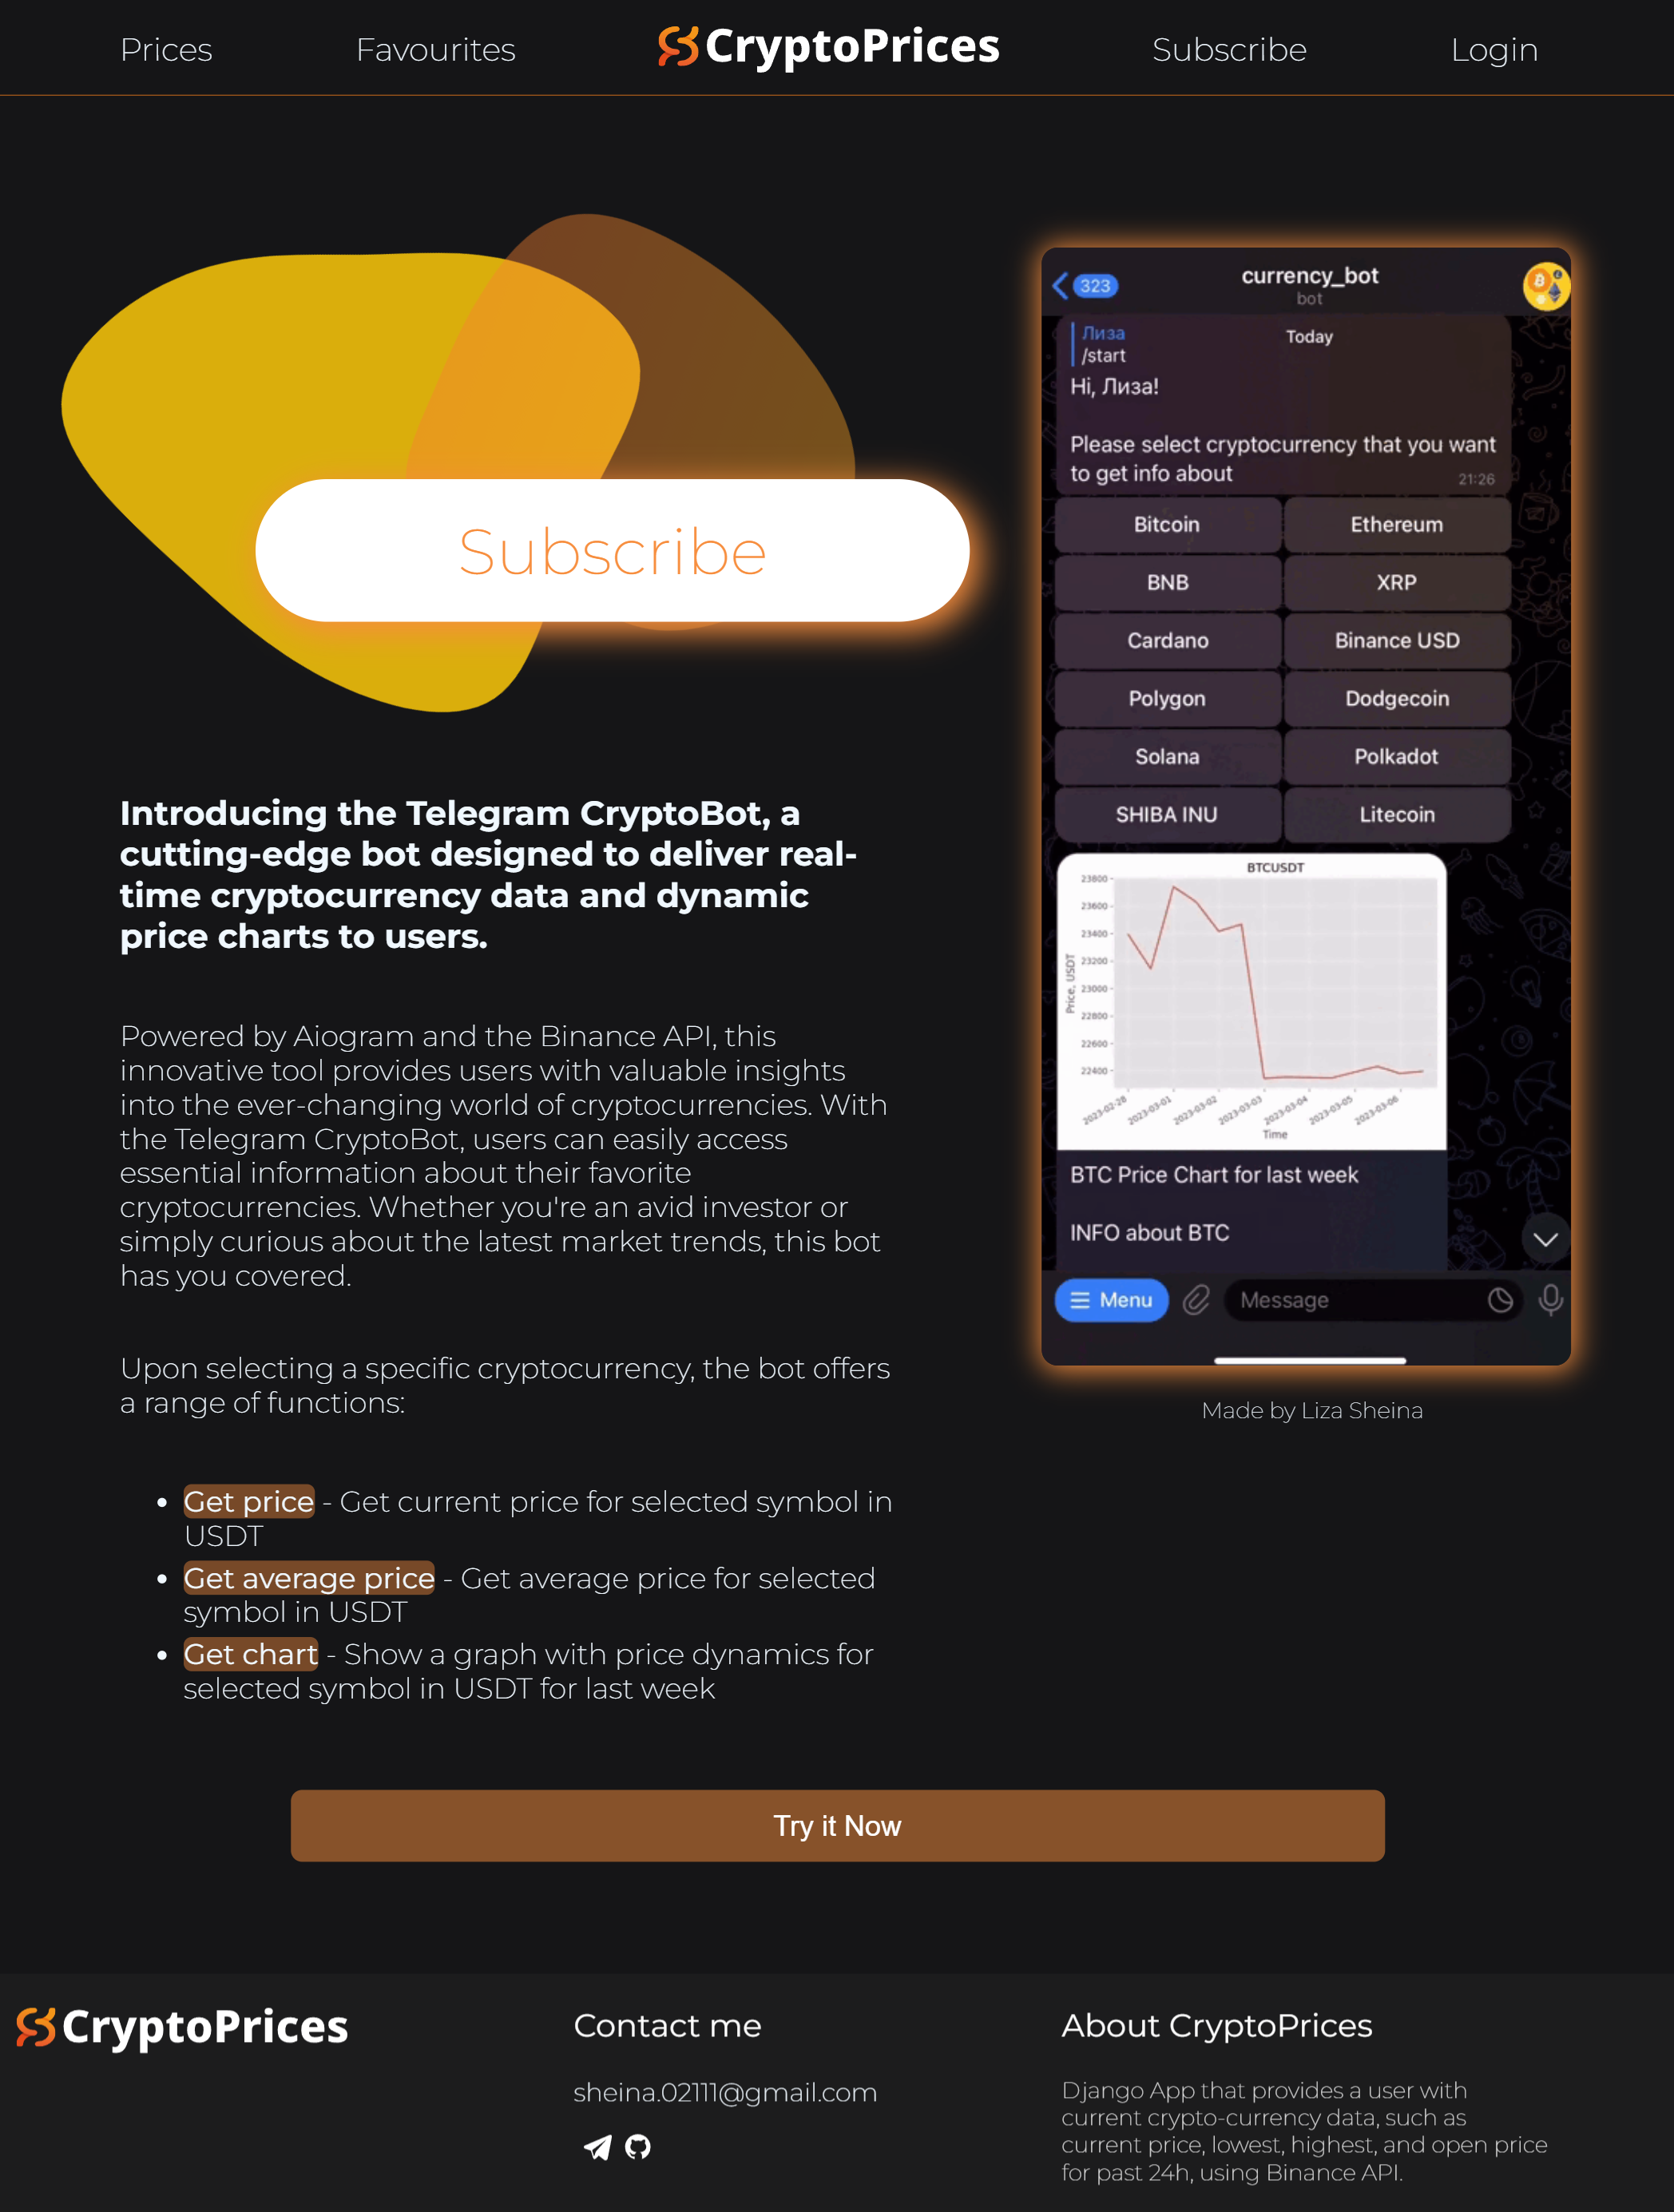 Prices
Favourites
CryptoPrices
Subscribe
Login
Subscribe
Introducing the Telegram CryptoBot, a
cutting-edge bot designed to deliver real-
time cryptocurrency data and dynamic
price charts to users.
Powered by Aiogram and the Binance API, this
innovative tool provides users with valuable insights
into the ever-changing world of cryptocurrencies. With
the Telegram CryptoBot, users can easily access
essential information about their favorite
cryptocurrencies. Whether you're an avid investor or
simply curious about the latest market trends, this bot
has you covered.
Upon selecting a specific cryptocurrency, the bot offers
a range of functions:
Get price - Get current price for selected symbol in
USDT
Get average price - Get average price for selected
symbol in USDT
Get chart - Show a graph with price dynamics for
selected symbol in USDT for last week
323
currency_bot
bot
Лиза
Today
/start
Hi, Лиза!
Please select cryptocurrency that you want
to get info about
21:26
Bitcoin
Ethereum
BNB
XRP
Cardano
Binance USD
Polygon
Dodgecoin
Solana
Polkadot
SHIBA INU
Litecoin
BTCUSDT
23800
23600
23400
23200
23000
22800
22600
22400
Price, USDT
2023-02-28
2023-03-01
2023-03-02
2023-03-03
2023-03-04
2023-03-05
2023-03-06
Time
BTC Price Chart for last week
INFO about BTC
Menu
Message
Made by Liza Sheina
Try it Now
CryptoPrices
Contact me
sheina.02111@gmail.com
About CryptoPrices
Django App that provides a user with
current crypto-currency data, such as
current price, lowest, highest, and open price
for past 24h, using Binance API.